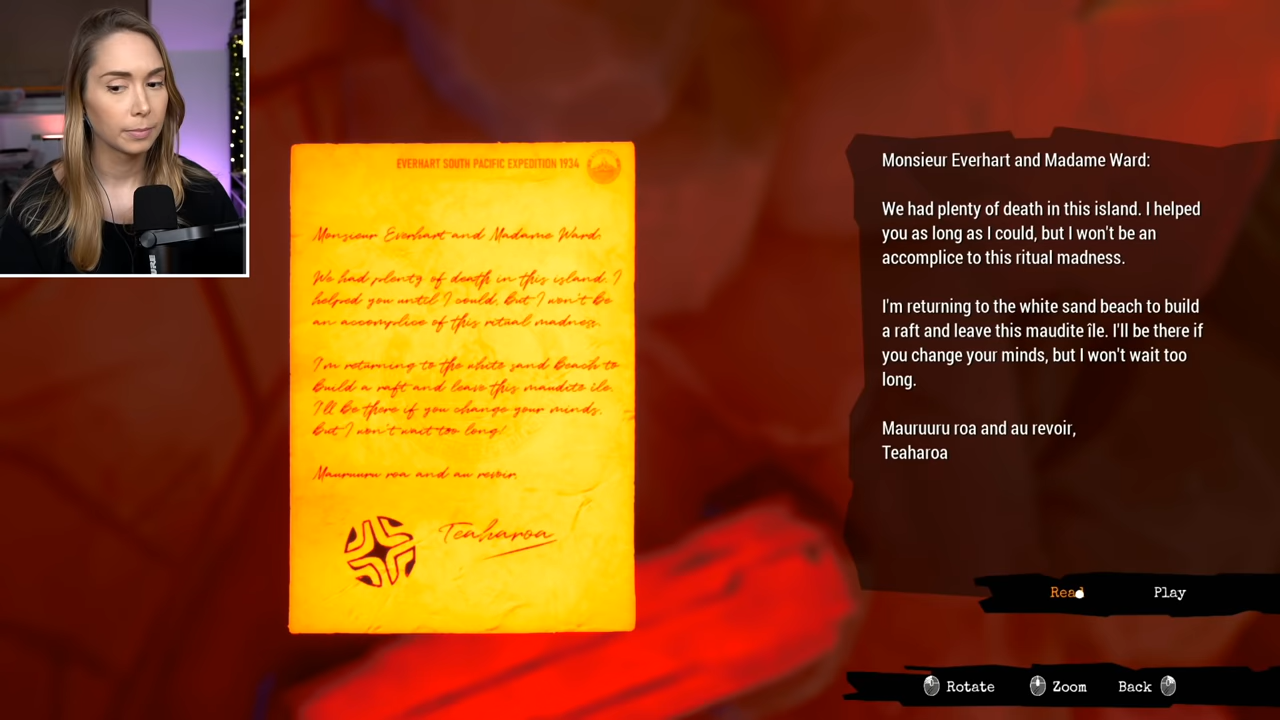 EVERHART SOUTH PACIFIC EXPEDITION 1934
Monsieur Everhart and Madame Ward:
We had plenty of death in this island. I
helped you until I could, but I won't be
an accomplice of this ritual madness.
I'm returning to the white sand beach to
build a raft and leave this maudite île.
I'll be there if you change your minds,
but I won't wait too long!
Mauruuru roa and au revoir,
Teaharoa
Monsieur Everhart and Madame Ward:
We had plenty of death in this island. I helped
you as long as I could, but I won't be an
accomplice to this ritual madness.
I'm returning to the white sand beach to build
a raft and leave this maudite île. I'll be there if
you change your minds, but I won't wait too
long.
Mauruuru roa and au revoir,
Teaharoa
Read
Play
Rotate
Zoom
Back